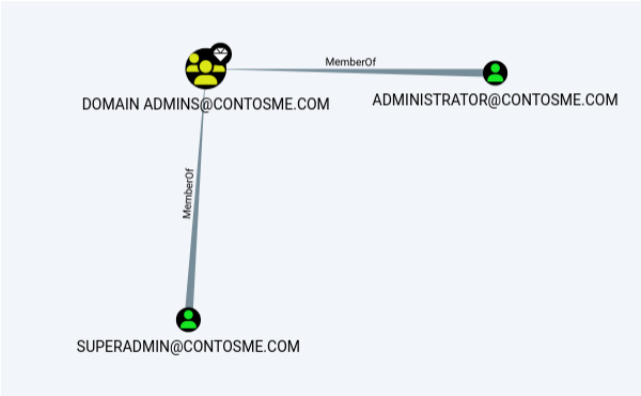 MemberOf
DOMAIN ADMINS@CONTOSME.COM
ADMINISTRATOR@CONTOSME.COM
MemberOf
SUPERADMIN@CONTOSME.COM